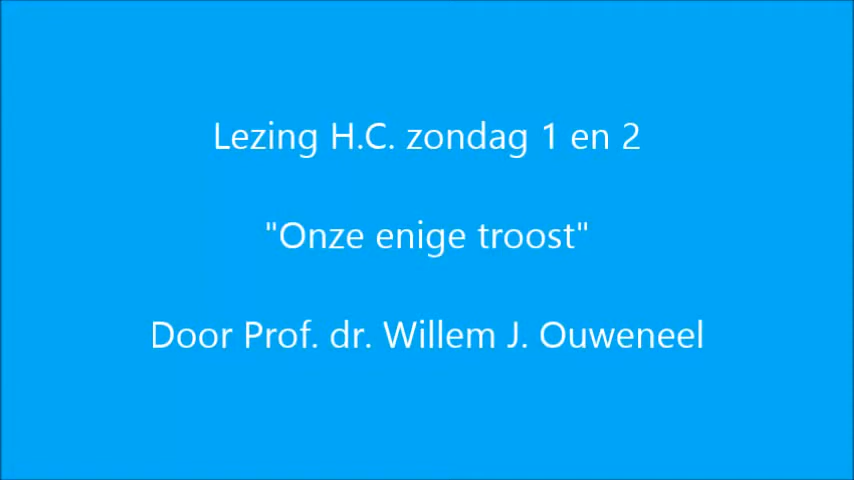 Lezing H.C. zondag 1 en 2
"Onze enige troost"
Door Prof. dr. Willem J. Ouweneel